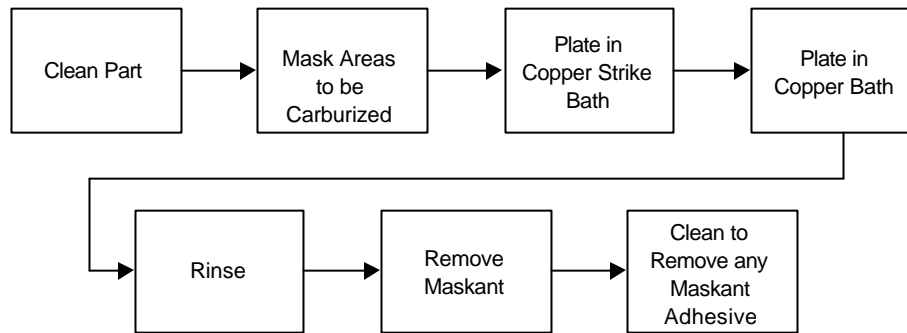 Clean Part
Mask Areas
to be
Carburized
Plate in
Copper Strike
Bath
Plate in
Copper Bath
Rinse
Remove
Maskant
Clean to
Remove any
Maskant
Adhesive